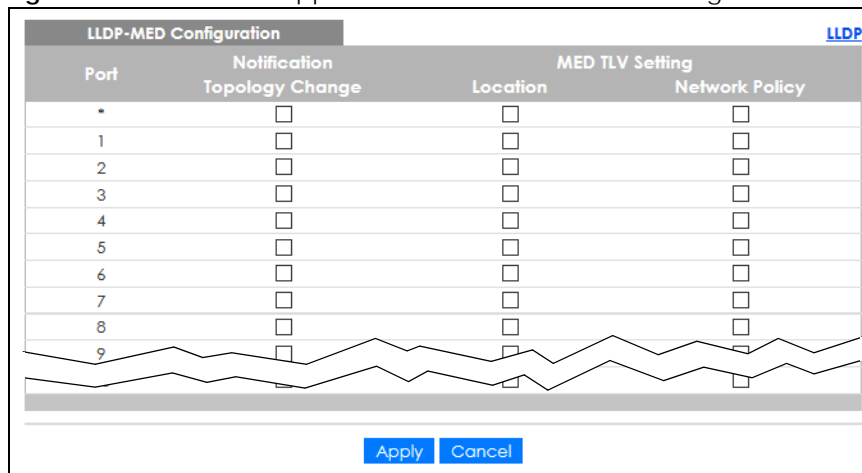 LLDP-MED Configuration LLDP
Port Notification MED TLV Setting
Topology Change Location Network Policy
*
1
2
3
4
5
6
7
8
9
Apply Cancel